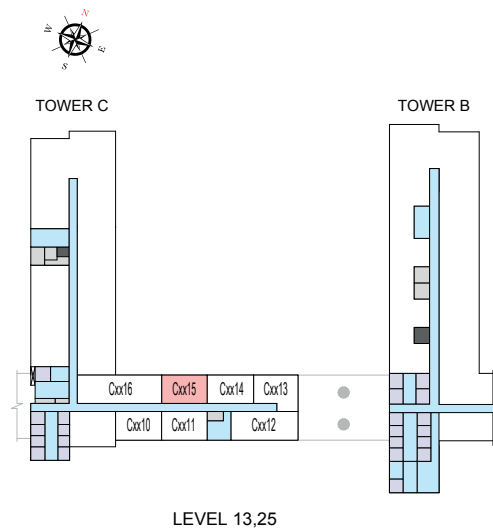 N
W
E
S
TOWER C
TOWER B
Cxx16 Cxx15 Cxx14 Cxx13
Cxx10 Cxx11 Cxx12
LEVEL 13,25